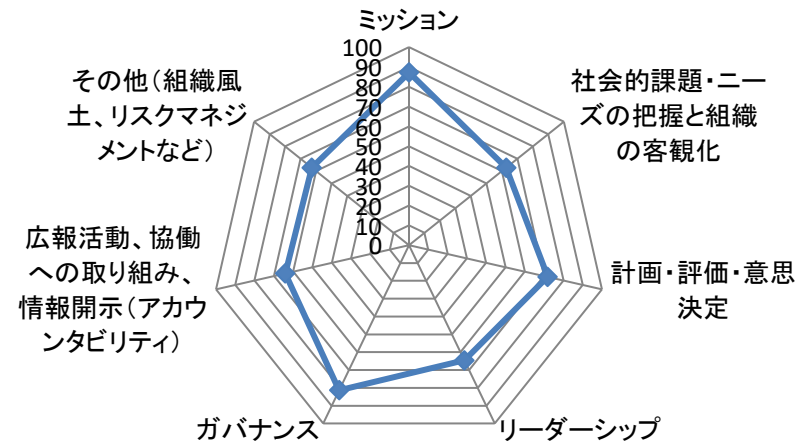 ミッション
100
90
80
70
60
50
40
30
20
10
0
社会的課題・ニー
ズの把握と組織
の客観化
計画・評価・意思
決定
リーダーシップ
ガバナンス
広報活動、協働
への取り組み、
情報開示（アカウ
ンタビリティ）
その他（組織風
土、リスクマネジ
メントなど）